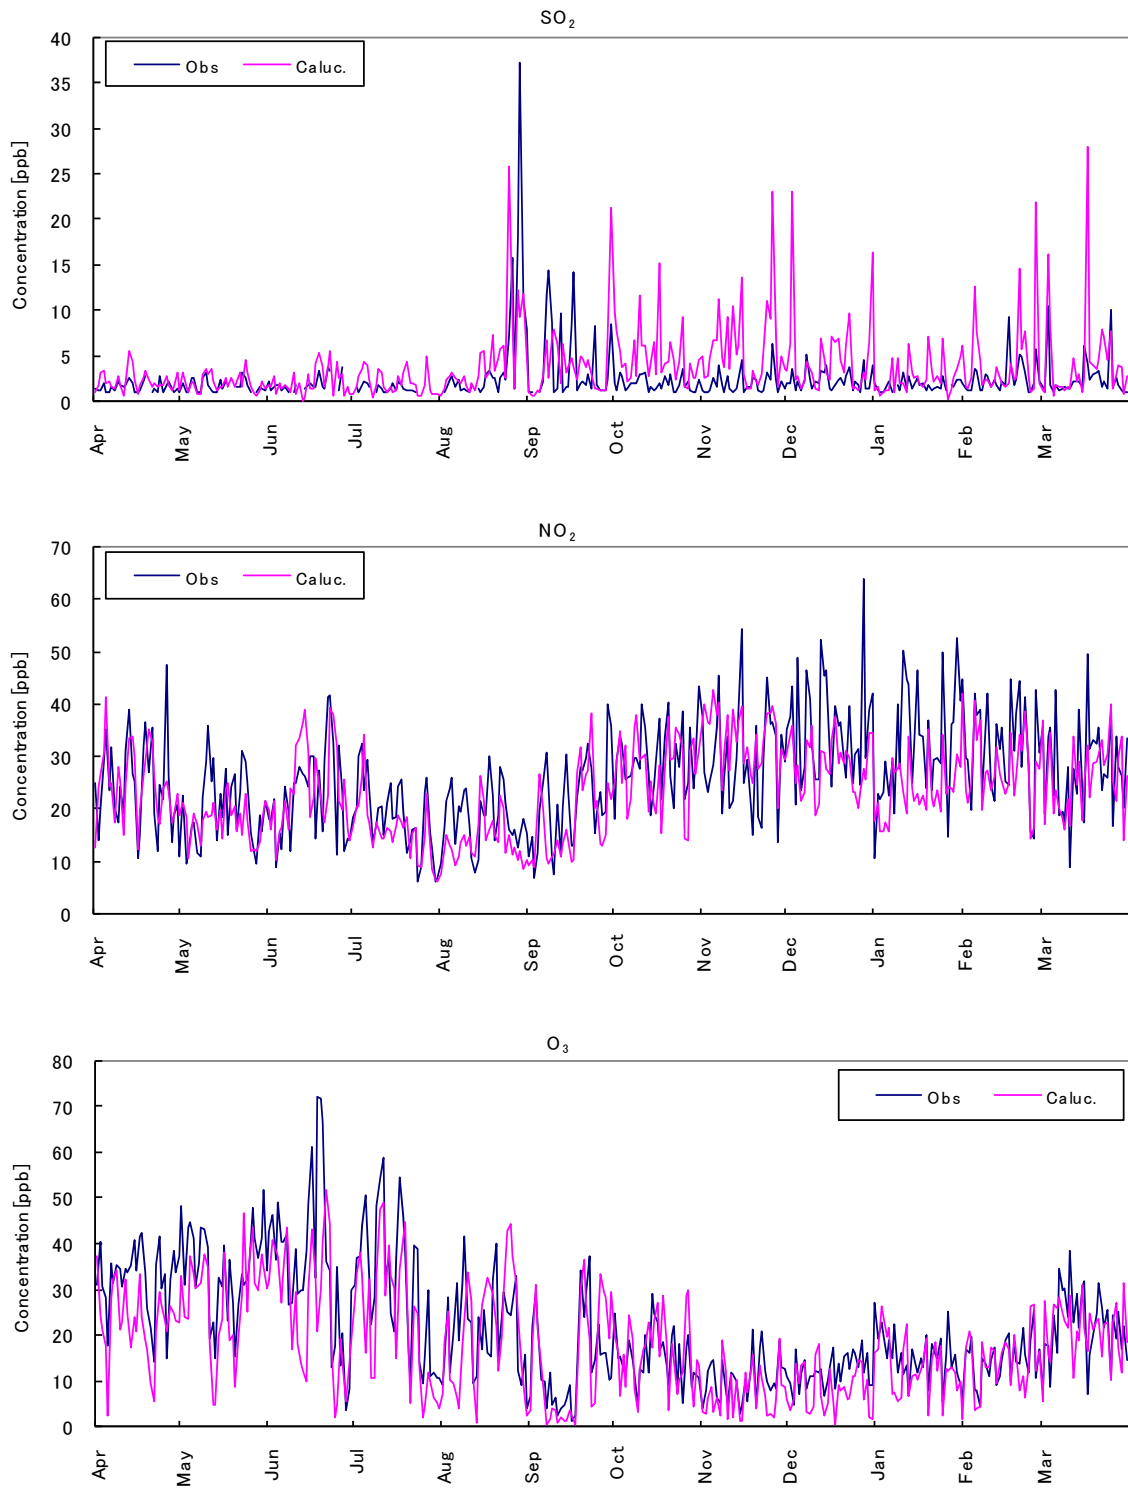 SO₂
40
35
30
25
20
15
10
5
0
Concentration [ppb]
Obs
Caluc.
Apr
May
Jun
Jul
Aug
Sep
Oct
Nov
Dec
Jan
Feb
Mar
NO₂
70
60
50
40
30
20
10
0
Concentration [ppb]
Obs
Caluc.
Apr
May
Jun
Jul
Aug
Sep
Oct
Nov
Dec
Jan
Feb
Mar
O₃
80
70
60
50
40
30
20
10
0
Concentration [ppb]
Obs
Caluc.
Apr
May
Jun
Jul
Aug
Sep
Oct
Nov
Dec
Jan
Feb
Mar